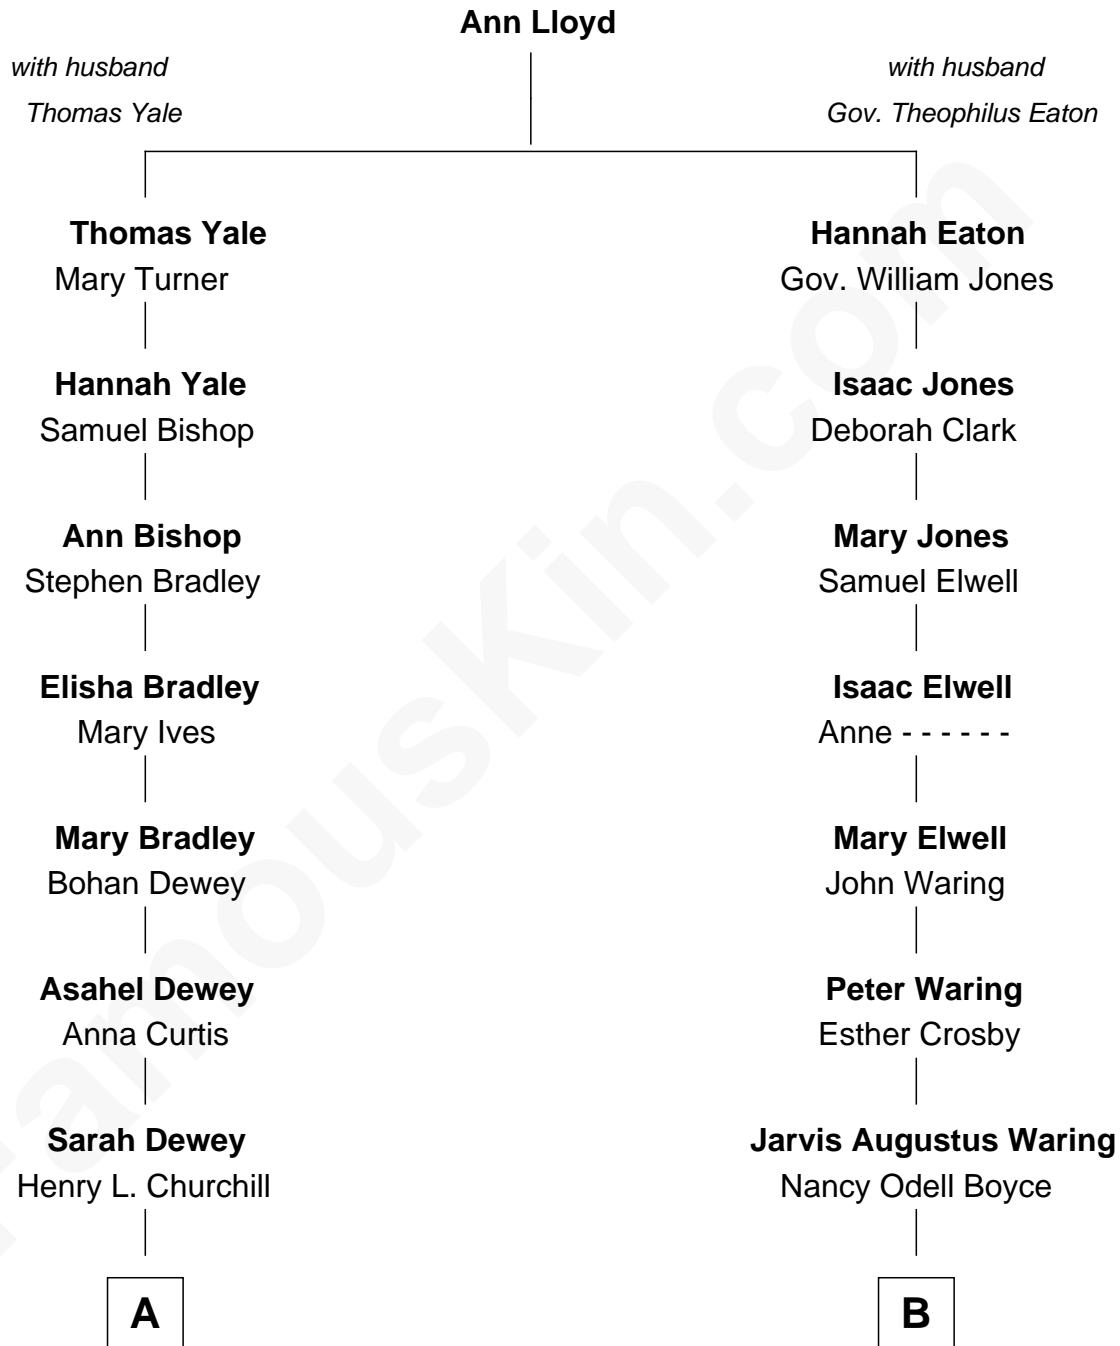 Ann Lloyd
with husband
Thomas Yale
with husband
Gov. Theophilus Eaton
Thomas Yale
Mary Turner
Hannah Yale
Samuel Bishop
Ann Bishop
Stephen Bradley
Elisha Bradley
Mary Ives
Mary Bradley
Bohan Dewey
Asahel Dewey
Anna Curtis
Sarah Dewey
Henry L. Churchill
A
Hannah Eaton
Gov. William Jones
Isaac Jones
Deborah Clark
Mary Jones
Samuel Elwell
Isaac Elwell
Anne - - - - - -
Mary Elwell
John Waring
Peter Waring
Esther Crosby
Jarvis Augustus Waring
Nancy Odell Boyce
B
FamousKin.com